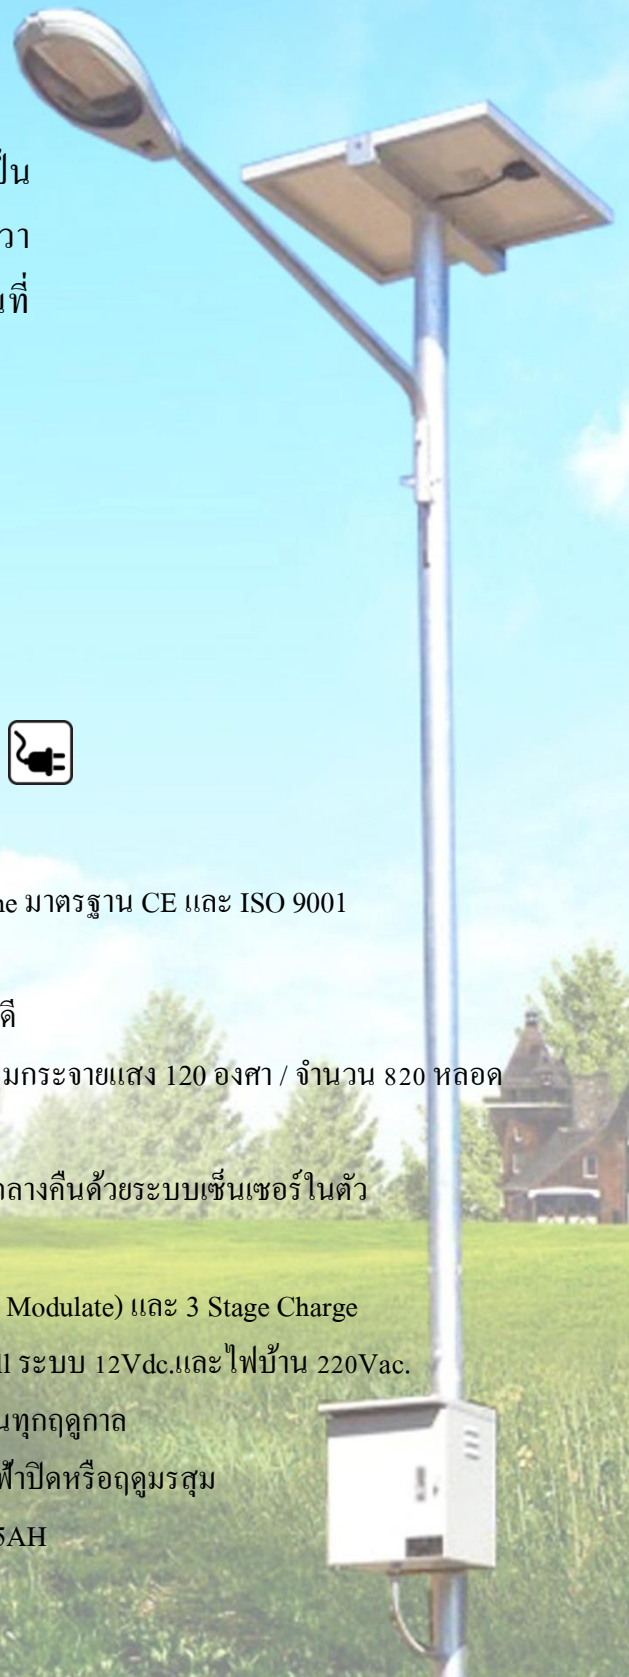 ป็น
วา
นที่
ne มาตรฐาน CE และ ISO 9001
ดี
มกระจายแสง 120 องศา / จำนวน 820 หลอด
ากลางคืนด้วยระบบเซ็นเซอร์ในตัว
Modulate) และ 3 Stage Charge
ll ระบบ 12Vdc.และไฟบ้าน 220Vac.
นทุกฤดูกาล
ฟ้าปิดหรือฤดูมรสุม
5AH